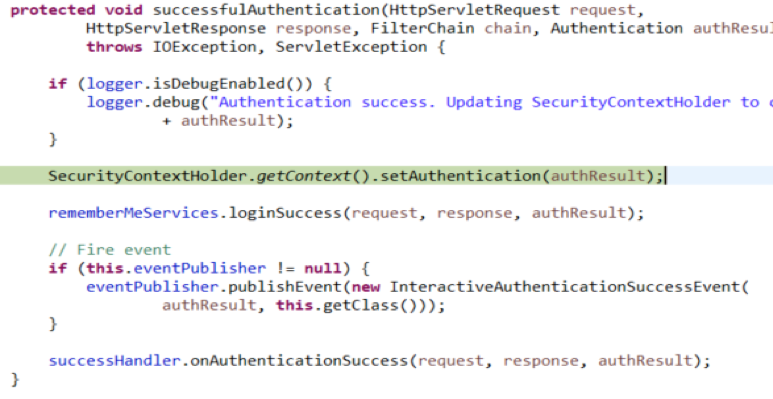 protected void successfulAuthentication(HttpServletRequest request,
HttpServletResponse response, FilterChain chain, Authentication authResul
throws IOException, ServletException {
if (logger.isDebugEnabled()) {
logger.debug("Authentication success. Updating SecurityContextHolder to c
+ authResult);
}
SecurityContextHolder.getContext().setAuthentication(authResult);
rememberMeServices.loginSuccess(request, response, authResult);
// Fire event
if (this.eventPublisher != null) {
eventPublisher.publishEvent(new InteractiveAuthenticationSuccessEvent(
authResult, this.getClass()));
}
successHandler.onAuthenticationSuccess(request, response, authResult);
}